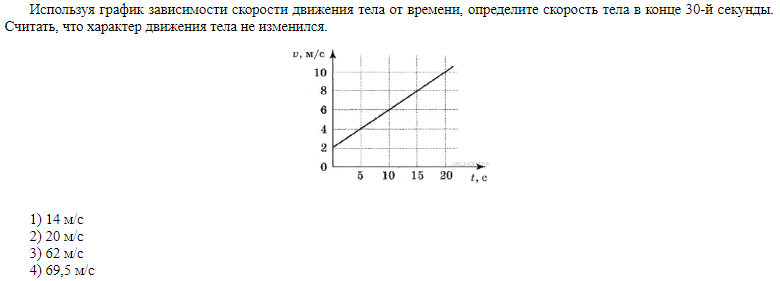 Используя график зависимости скорости движения тела от времени, определите скорость тела в конце 30-й секунды.
Считать, что характер движения тела не изменился.
υ, м/с
10
8
6
4
2
0
5 10 15 20 t, с
1) 14 м/с
2) 20 м/с
3) 62 м/с
4) 69,5 м/с